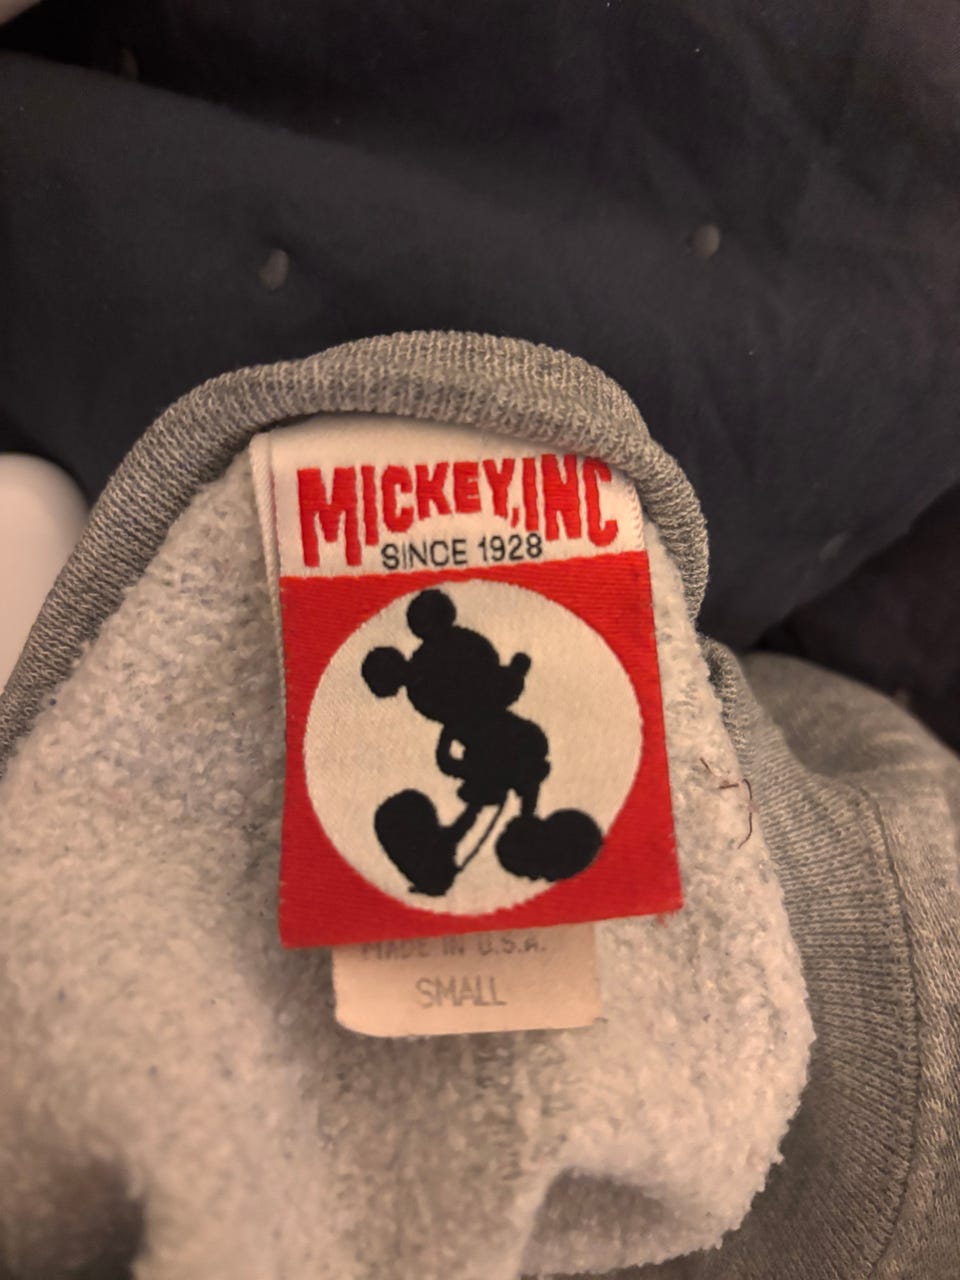 MICKEY, INC
SINCE 1928
MADE IN U.S.A.
SMALL